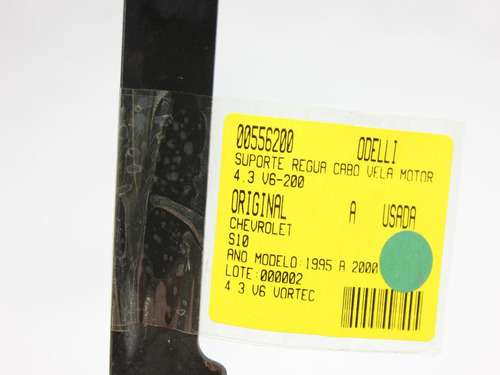 00556200 ODELLI
SUPORTE REGUA CABO VELA MOTOR
4.3 V6-200
ORIGINAL A USADA
CHEVROLET
S10
ANO MODELO:1995 A 2000
LOTE:000002
4.3 V6 VORTEC